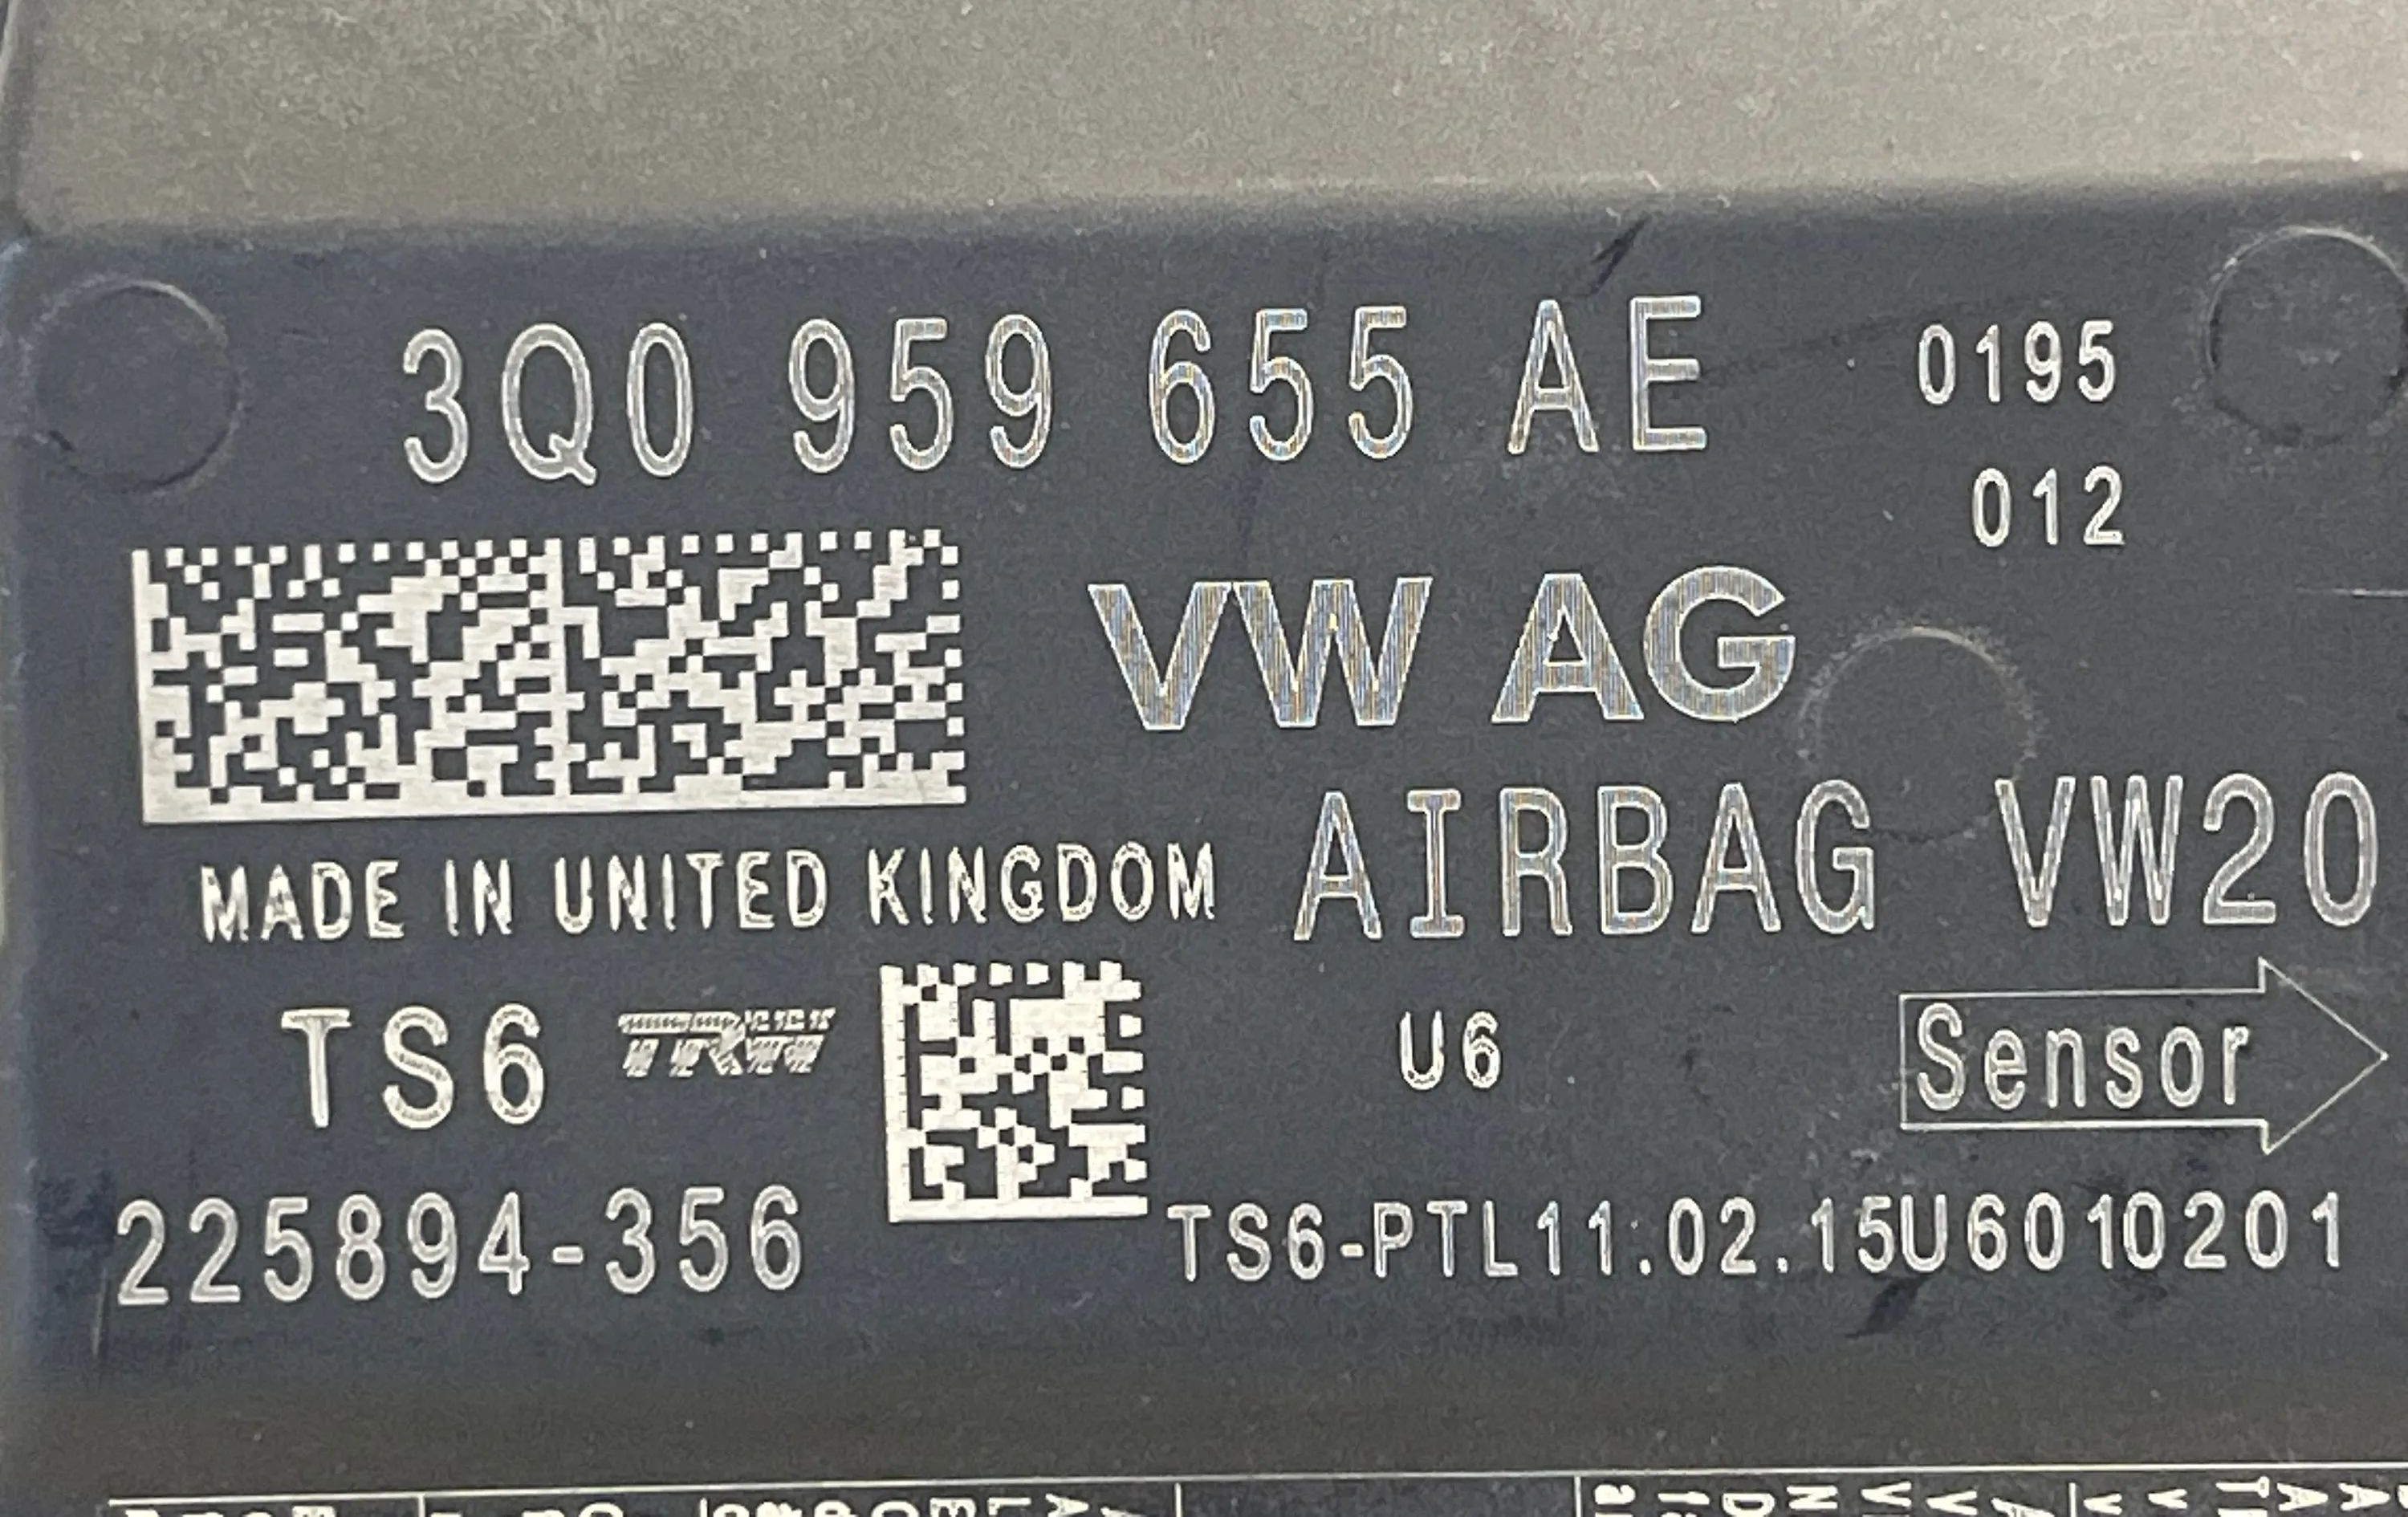 3Q0 959 655 AE 0195
012
VW AG
AIRBAG VW20
MADE IN UNITED KINGDOM
TS6 TRW
U6
Sensor
225894-356
TS6-PTL11.02.15U6010201